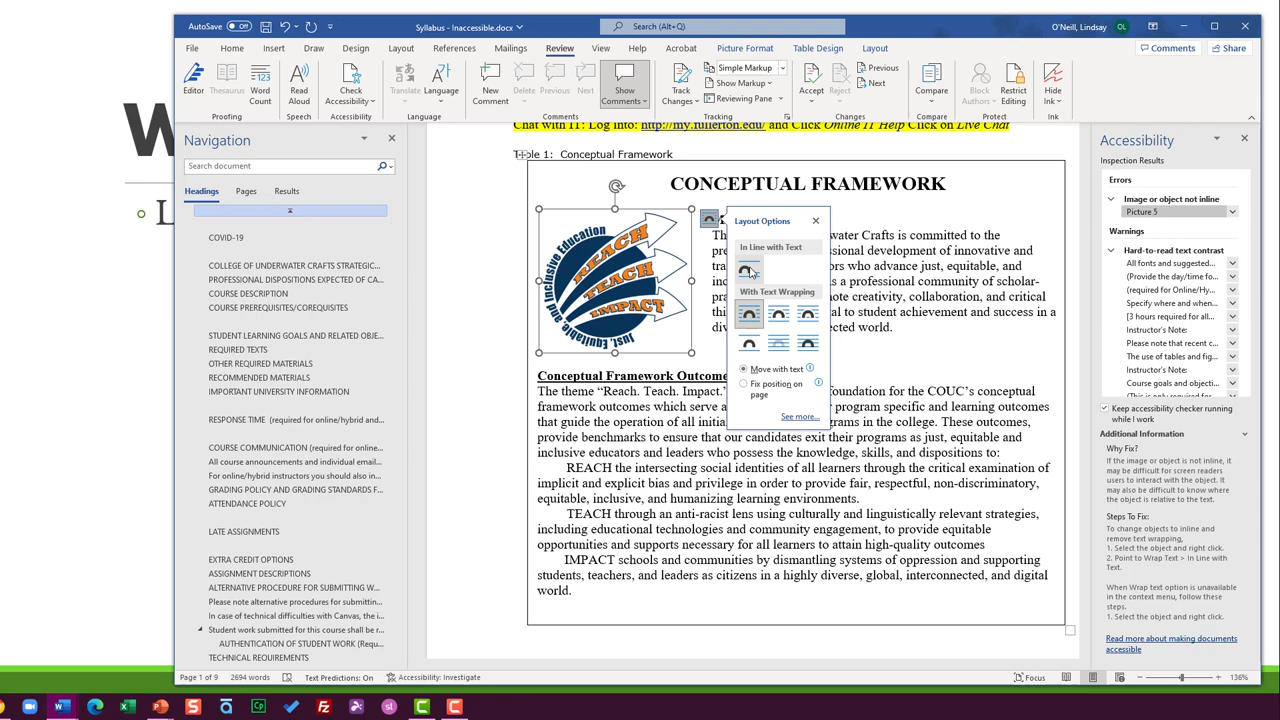 AutoSave Off
Syllabus - Inaccessible.docx
Search (Alt+Q)
O'Neill, Lindsay OL
File Home Insert Draw Design Layout References Mailings Review View Help Acrobat Picture Format Table Design Layout
Comments Share
Editor
Thesaurus
Word Count
Read Aloud
Check Accessibility
Translate
Language
New Comment
Delete
Previous
Next
Show Comments
Track Changes
Simple Markup
Show Markup
Reviewing Pane
Accept
Reject
Previous
Next
Compare
Block Authors
Restrict Editing
Hide Ink
Proofing Speech Accessibility Language Comments Tracking Changes Compare Protect Ink
W
L
Navigation
Search document
Headings Pages Results
COVID-19
COLLEGE OF UNDERWATER CRAFTS STRATEGIC...
PROFESSIONAL DISPOSITIONS EXPECTED OF CA...
COURSE DESCRIPTION
COURSE PREREQUISITES/COREQUISITES
STUDENT LEARNING GOALS AND OBJECTIVES
REQUIRED TEXTS
OTHER REQUIRED MATERIALS
RECOMMENDED MATERIALS
IMPORTANT UNIVERSITY INFORMATION
RESPONSE TIME (required for online/hybrid and...
COURSE COMMUNICATION (required for online...
All course announcements and individual email...
For online/hybrid instructors you should also in...
GRADING POLICY AND GRADING STANDARDS F...
ATTENDANCE POLICY
LATE ASSIGNMENTS
EXTRA CREDIT OPTIONS
ASSIGNMENT DESCRIPTIONS
ALTERNATIVE PROCEDURE FOR SUBMITTING W...
Please note alternative procedures for submittin...
In case of technical difficulties with Canvas, the i...
Student work submitted for this course shall be r...
AUTHENTICATION OF STUDENT WORK (Requ...
TECHNICAL REQUIREMENTS
Chat with IT: Log Into: http://my.fullerton.edu/ and Click Online IT Help Click on Live Chat
Table 1: Conceptual Framework
CONCEPTUAL FRAMEWORK
Just, Equitable and Inclusive Education
REACH
TEACH
IMPACT
Layout Options
In Line with Text
With Text Wrapping
Move with text
Fix position on page
See more...
water Crafts is committed to the
essional development of innovative and
ors who advance just, equitable, and
is a professional community of scholar-
note creativity, collaboration, and critical
al to student achievement and success in a
ected world.
Conceptual Framework Outcome
The theme “Reach. Teach. Impact.” foundation for the COUC’s conceptual
framework outcomes which serve a program specific and learning outcomes
that guide the operation of all initia grams in the college. These outcomes,
provide benchmarks to ensure that our candidates exit their programs as just, equitable and
inclusive educators and leaders who possess the knowledge, skills, and dispositions to:
REACH the intersecting social identities of all learners through the critical examination of
implicit and explicit bias and privilege in order to provide fair, respectful, non-discriminatory,
equitable, inclusive, and humanizing learning environments.
TEACH through an anti-racist lens using culturally and linguistically relevant strategies,
including educational technologies and community engagement, to provide equitable
opportunities and supports necessary for all learners to attain high-quality outcomes
IMPACT schools and communities by dismantling systems of oppression and supporting
students, teachers, and leaders as citizens in a highly diverse, global, interconnected, and digital
world.
Accessibility
Inspection Results
Errors
Image or object not inline
Picture 5
Warnings
Hard-to-read text contrast
All fonts and suggested...
(Provide the day/time fo...
(required for Online/Hy...
Specify where and when...
[3 hours required for all...
Instructor's Note:
Please note that recent c...
The use of tables and fig...
Instructor's Note:
Course goals and objecti...
Keep accessibility checker running while I work
Additional Information
Why Fix?
If the image or object is not inline, it may be difficult for screen readers users to interact with the object. It may also be difficult to know where the object is relative to the text.
Steps To Fix:
To change objects to inline and remove text wrapping,
1. Select the object and right click.
2. Point to Wrap Text > In Line with Text.
When Wrap text option is unavailable in the context menu, follow these steps.
1. Select the object and right click.
Read more about making documents accessible
Page 1 of 9 2694 words Text Predictions: On Accessibility: Investigate
Focus
136%